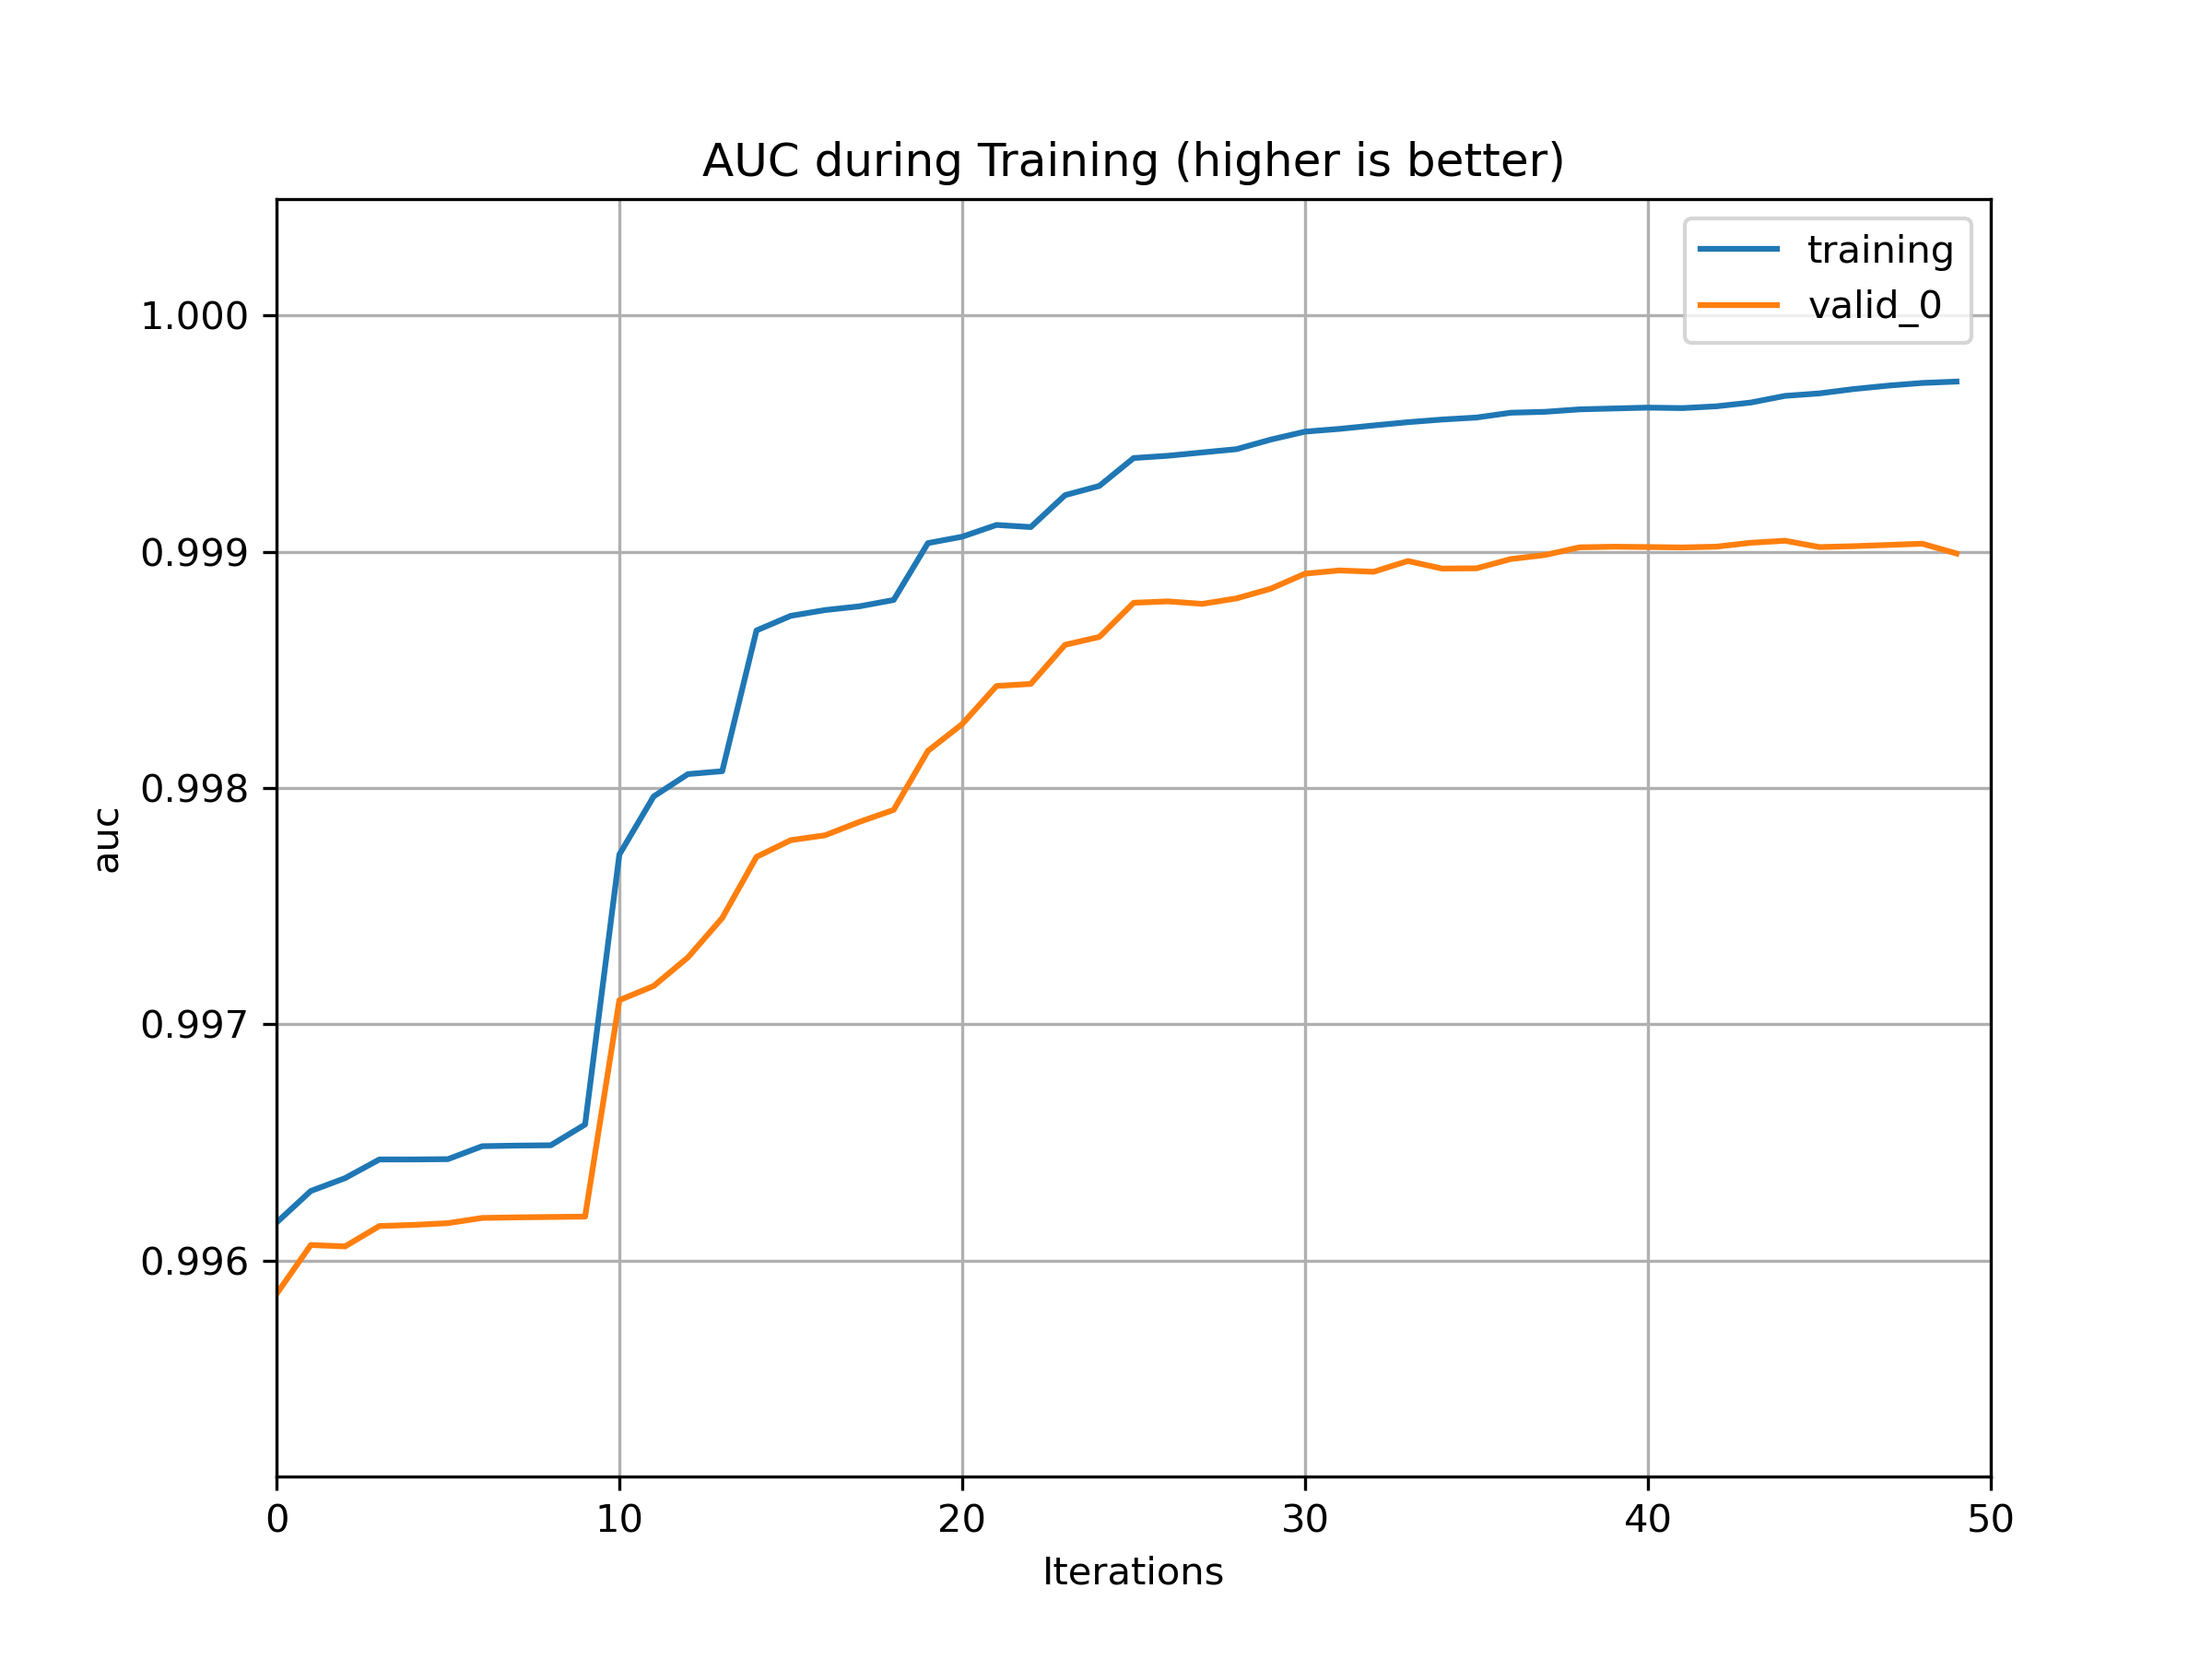 AUC during Training (higher is better)
training
valid_0
1.000
0.999
0.998
0.997
0.996
auc
0 10 20 30 40 50
Iterations